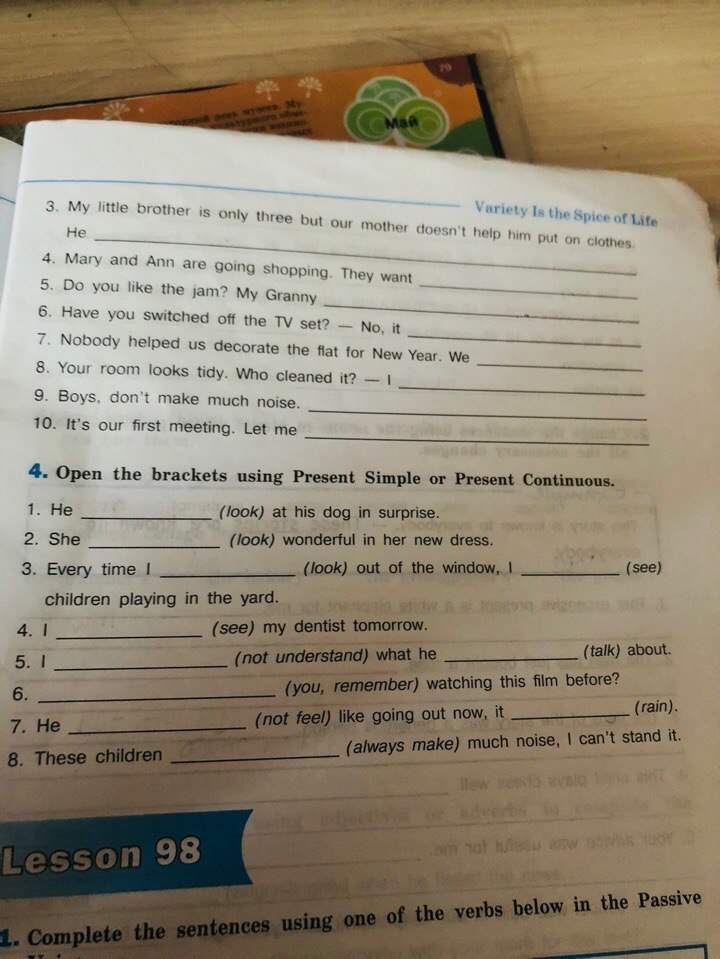 79
Май
Variety Is the Spice of Life
3. My little brother is only three but our mother doesn't help him put on clothes.
He
4. Mary and Ann are going shopping. They want
5. Do you like the jam? My Granny
6. Have you switched off the TV set? — No, it
7. Nobody helped us decorate the flat for New Year. We
8. Your room looks tidy. Who cleaned it? — I
9. Boys, don't make much noise.
10. It's our first meeting. Let me
4. Open the brackets using Present Simple or Present Continuous.
1. He (look) at his dog in surprise.
2. She (look) wonderful in her new dress.
3. Every time I (look) out of the window, I (see)
children playing in the yard.
4. I (see) my dentist tomorrow.
5. I (not understand) what he (talk) about.
6. (you, remember) watching this film before?
7. He (not feel) like going out now, it (rain).
8. These children (always make) much noise, I can't stand it.
Lesson 98
1. Complete the sentences using one of the verbs below in the Passive